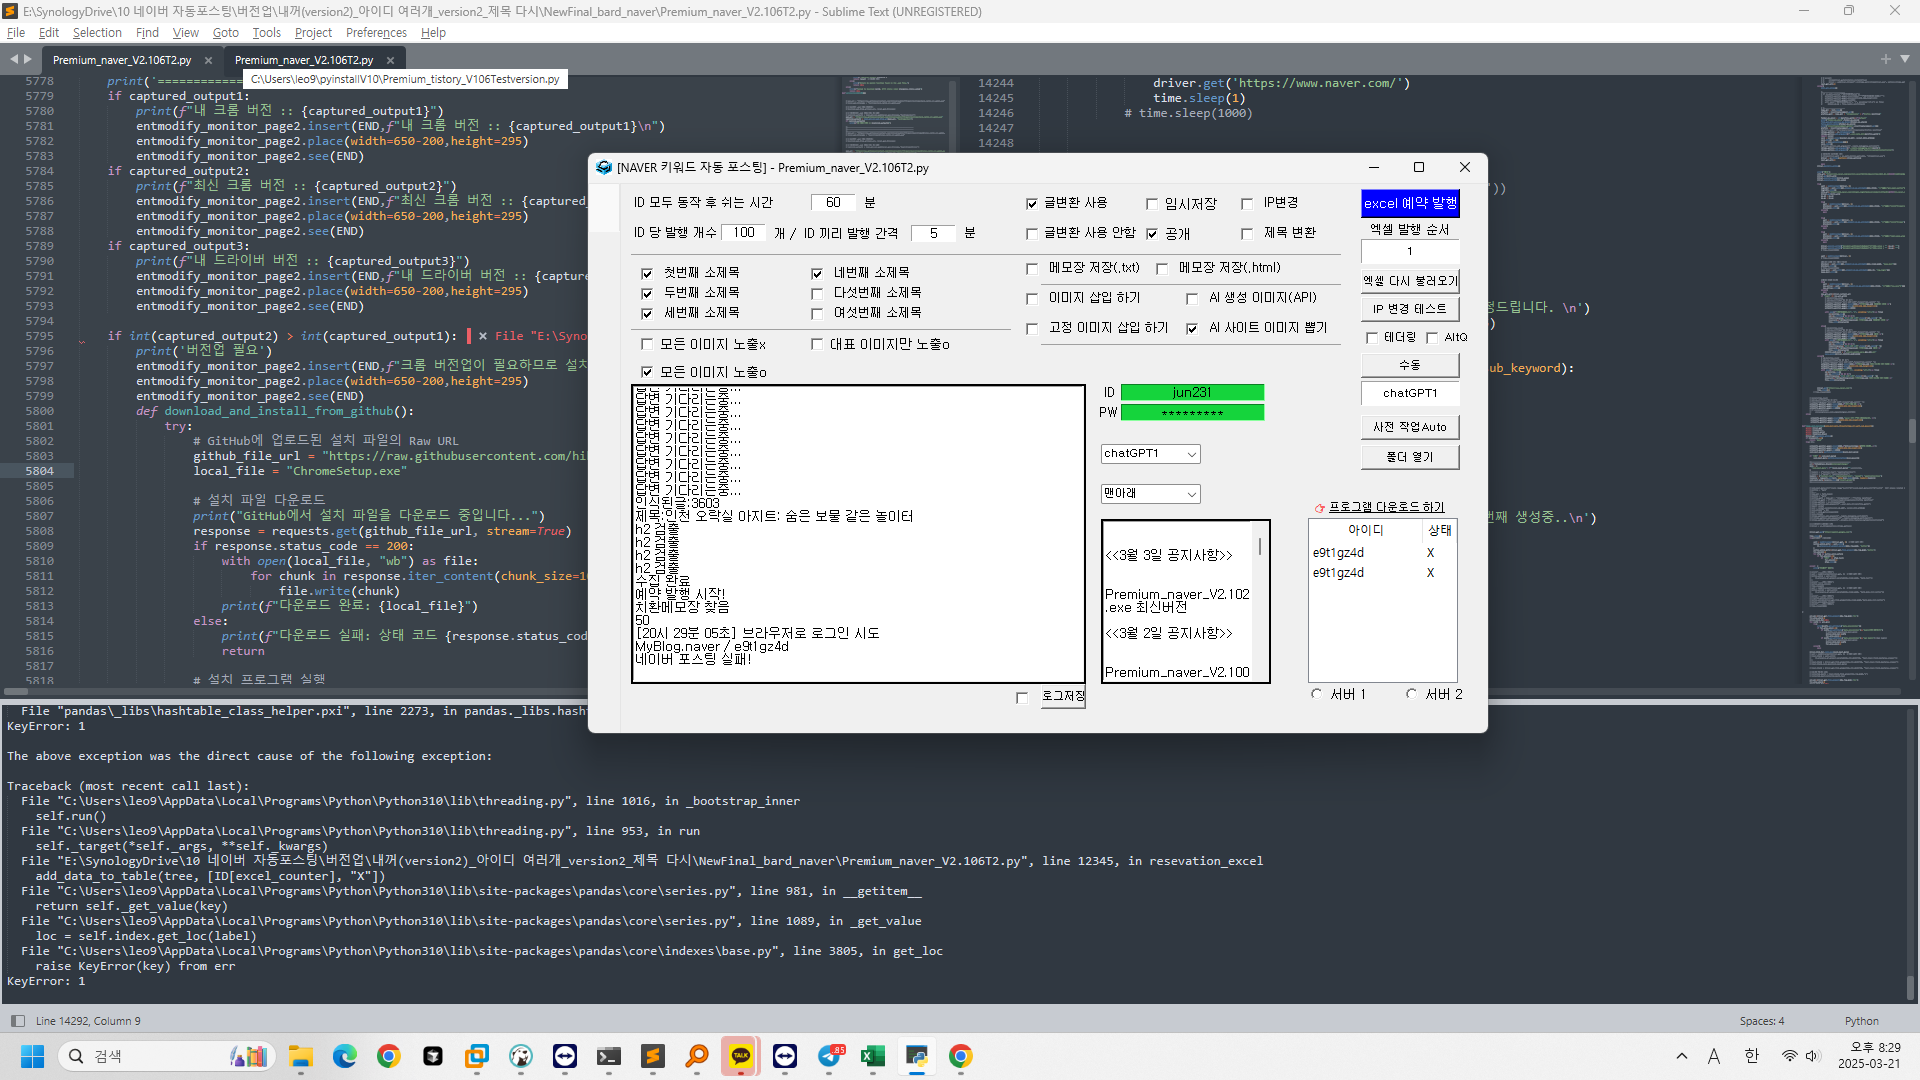 E:\SynologyDrive\10 네이버 자동포스팅\버전업\내꺼(version2)_아이디 여러개_version2_제목 다시\NewFinal_bard_naver\Premium_naver_V2.106T2.py - Sublime Text (UNREGISTERED)
File Edit Selection Find View Goto Tools Project Preferences Help
Premium_naver_V2.106T2.py × Premium_naver_V2.106T2.py ×
C:\Users\leo9\pyinstallV10\Premium_tistory_V106Testversion.py
5778 print('============
5779 if captured_output1:
5780 print(f"내 크롬 버전 :: {captured_output1}")
5781 entmodify_monitor_page2.insert(END,f"내 크롬 버전 :: {captured_output1}\n")
5782 entmodify_monitor_page2.place(width=650-200,height=295)
5783 entmodify_monitor_page2.see(END)
5784 if captured_output2:
5785 print(f"최신 크롬 버전 :: {captured_output2}")
5786 entmodify_monitor_page2.insert(END,f"최신 크롬 버전 :: {captured_
5787 entmodify_monitor_page2.place(width=650-200,height=295)
5788 entmodify_monitor_page2.see(END)
5789 if captured_output3:
5790 print(f"내 드라이버 버전 :: {captured_output3}")
5791 entmodify_monitor_page2.insert(END,f"내 드라이버 버전 :: {capture
5792 entmodify_monitor_page2.place(width=650-200,height=295)
5793 entmodify_monitor_page2.see(END)
5794
5795 if int(captured_output2) > int(captured_output1): × File "E:\Syno
5796 print('버전업 필요')
5797 entmodify_monitor_page2.insert(END,f"크롬 버전업이 필요하므로 설치
5798 entmodify_monitor_page2.place(width=650-200,height=295)
5799 entmodify_monitor_page2.see(END)
5800 def download_and_install_from_github():
5801 try:
5802 # GitHub에 업로드된 설치 파일의 Raw URL
5803 github_file_url = "https://raw.githubusercontent.com/hi
5804 local_file = "ChromeSetup.exe"
5805
5806 # 설치 파일 다운로드
5807 print("GitHub에서 설치 파일을 다운로드 중입니다...")
5808 response = requests.get(github_file_url, stream=True)
5809 if response.status_code == 200:
5810 with open(local_file, "wb") as file:
5811 for chunk in response.iter_content(chunk_size=1
5812 file.write(chunk)
5813 print(f"다운로드 완료: {local_file}")
5814 else:
5815 print(f"다운로드 실패: 상태 코드 {response.status_cod
5816 return
5817
5818 # 설치 프로그램 실행
14244 driver.get('https://www.naver.com/')
14245 time.sleep(1)
14246 # time.sleep(1000)
14247
14248
'))
정드립니다. \n')
)
ub_keyword):
번째 생성중..\n')
[NAVER 키워드 자동 포스팅] - Premium_naver_V2.106T2.py
ID 모두 동작 후 쉬는 시간 60 분
ID 당 발행 개수 100 개 / ID 끼리 발행 간격 5 분
글변환 사용 임시저장 IP변경
글변환 사용 안함 공개 제목 변환
첫번째 소제목 네번째 소제목
두번째 소제목 다섯번째 소제목
세번째 소제목 여섯번째 소제목
모든 이미지 노출x 대표 이미지만 노출o
모든 이미지 노출o
메모장 저장(.txt) 메모장 저장(.html)
이미지 삽입 하기 AI 생성 이미지(API)
고정 이미지 삽입 하기 AI 사이트 이미지 뽑기
excel 예약 발행
엑셀 발행 순서
1
엑셀 다시 불러오기
IP 변경 테스트
테더링 AltQ
수동
chatGPT1
사전 작업Auto
폴더 열기
답변 기다리는중...
답변 기다리는중...
답변 기다리는중...
답변 기다리는중...
답변 기다리는중...
답변 기다리는중...
답변 기다리는중...
답변 기다리는중...
답변 기다리는중...
인식된글:3603
제목:인천 오락실 아지트: 숨은 보물 같은 놀이터
h2 검출
h2 검출
h2 검출
h2 검출
수집 완료
예약 발행 시작!
치환메모장 찾음
50
[20시 29분 05초] 브라우저로 로그인 시도
MyBlog.naver / e9t1gz4d
네이버 포스팅 실패!
로그저장
ID jun231
PW *********
chatGPT1
맨아래
<<3월 3일 공지사항>>
Premium_naver_V2.102
.exe 최신버전
<<3월 2일 공지사항>>
Premium_naver_V2.100
프로그램 다운로드 하기
아이디 상태
e9t1gz4d X
e9t1gz4d X
서버 1 서버 2
File "pandas\_libs\hashtable_class_helper.pxi", line 2273, in pandas._libs.hash
KeyError: 1
The above exception was the direct cause of the following exception:
Traceback (most recent call last):
File "C:\Users\leo9\AppData\Local\Programs\Python\Python310\lib\threading.py", line 1016, in _bootstrap_inner
self.run()
File "C:\Users\leo9\AppData\Local\Programs\Python\Python310\lib\threading.py", line 953, in run
self._target(*self._args, **self._kwargs)
File "E:\SynologyDrive\10 네이버 자동포스팅\버전업\내꺼(version2)_아이디 여러개_version2_제목 다시\NewFinal_bard_naver\Premium_naver_V2.106T2.py", line 12345, in resevation_excel
add_data_to_table(tree, [ID[excel_counter], "X"])
File "C:\Users\leo9\AppData\Local\Programs\Python\Python310\lib\site-packages\pandas\core\series.py", line 981, in __getitem__
return self._get_value(key)
File "C:\Users\leo9\AppData\Local\Programs\Python\Python310\lib\site-packages\pandas\core\series.py", line 1089, in _get_value
loc = self.index.get_loc(label)
File "C:\Users\leo9\AppData\Local\Programs\Python\Python310\lib\site-packages\pandas\core\indexes\base.py", line 3805, in get_loc
raise KeyError(key) from err
KeyError: 1
Line 14292, Column 9 Spaces: 4 Python
검색
TALK
85
A 한
오후 8:29
2025-03-21